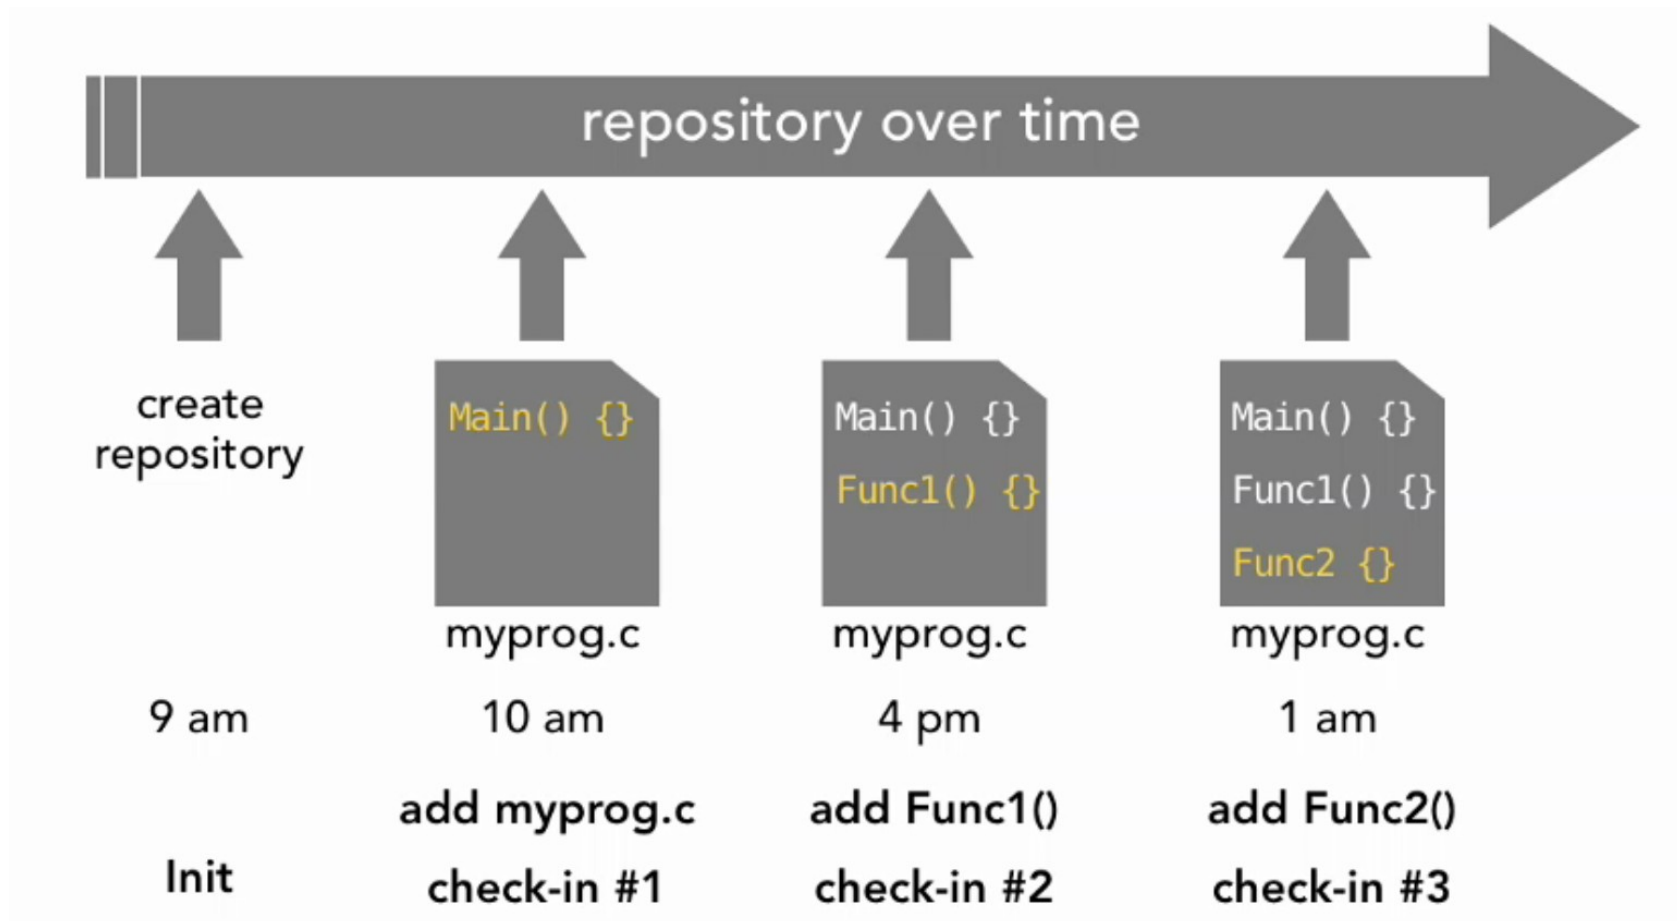 repository over time
create
repository
Main() {}
Main() {}
Func1() {}
Main() {}
Func1() {}
Func2 {}
myprog.c
myprog.c
myprog.c
9 am
10 am
4 pm
1 am
add myprog.c
add Func1()
add Func2()
Init
check-in #1
check-in #2
check-in #3